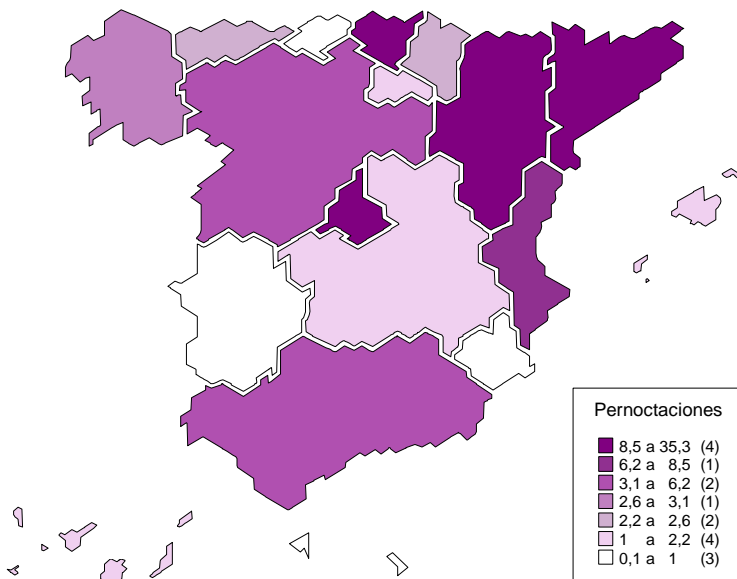 Pernoctaciones
8,5 a 35,3 (4)
6,2 a 8,5 (1)
3,1 a 6,2 (2)
2,6 a 3,1 (1)
2,2 a 2,6 (2)
1 a 2,2 (4)
0,1 a 1 (3)